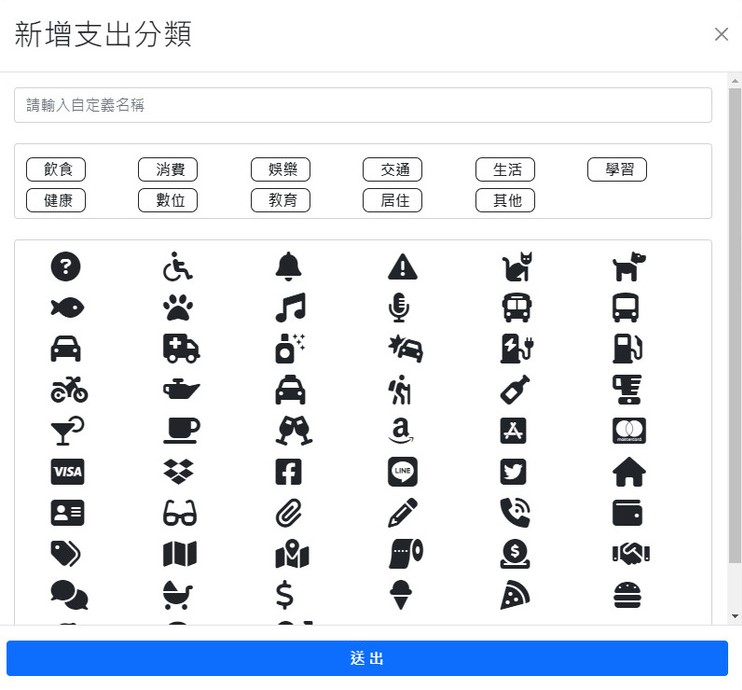 新增支出分類
請輸入自定義名稱
飲食 消費 娛樂 交通 生活 學習
健康 數位 教育 居住 其他
?
a
mastercard
VISA LINE
$
$
送出